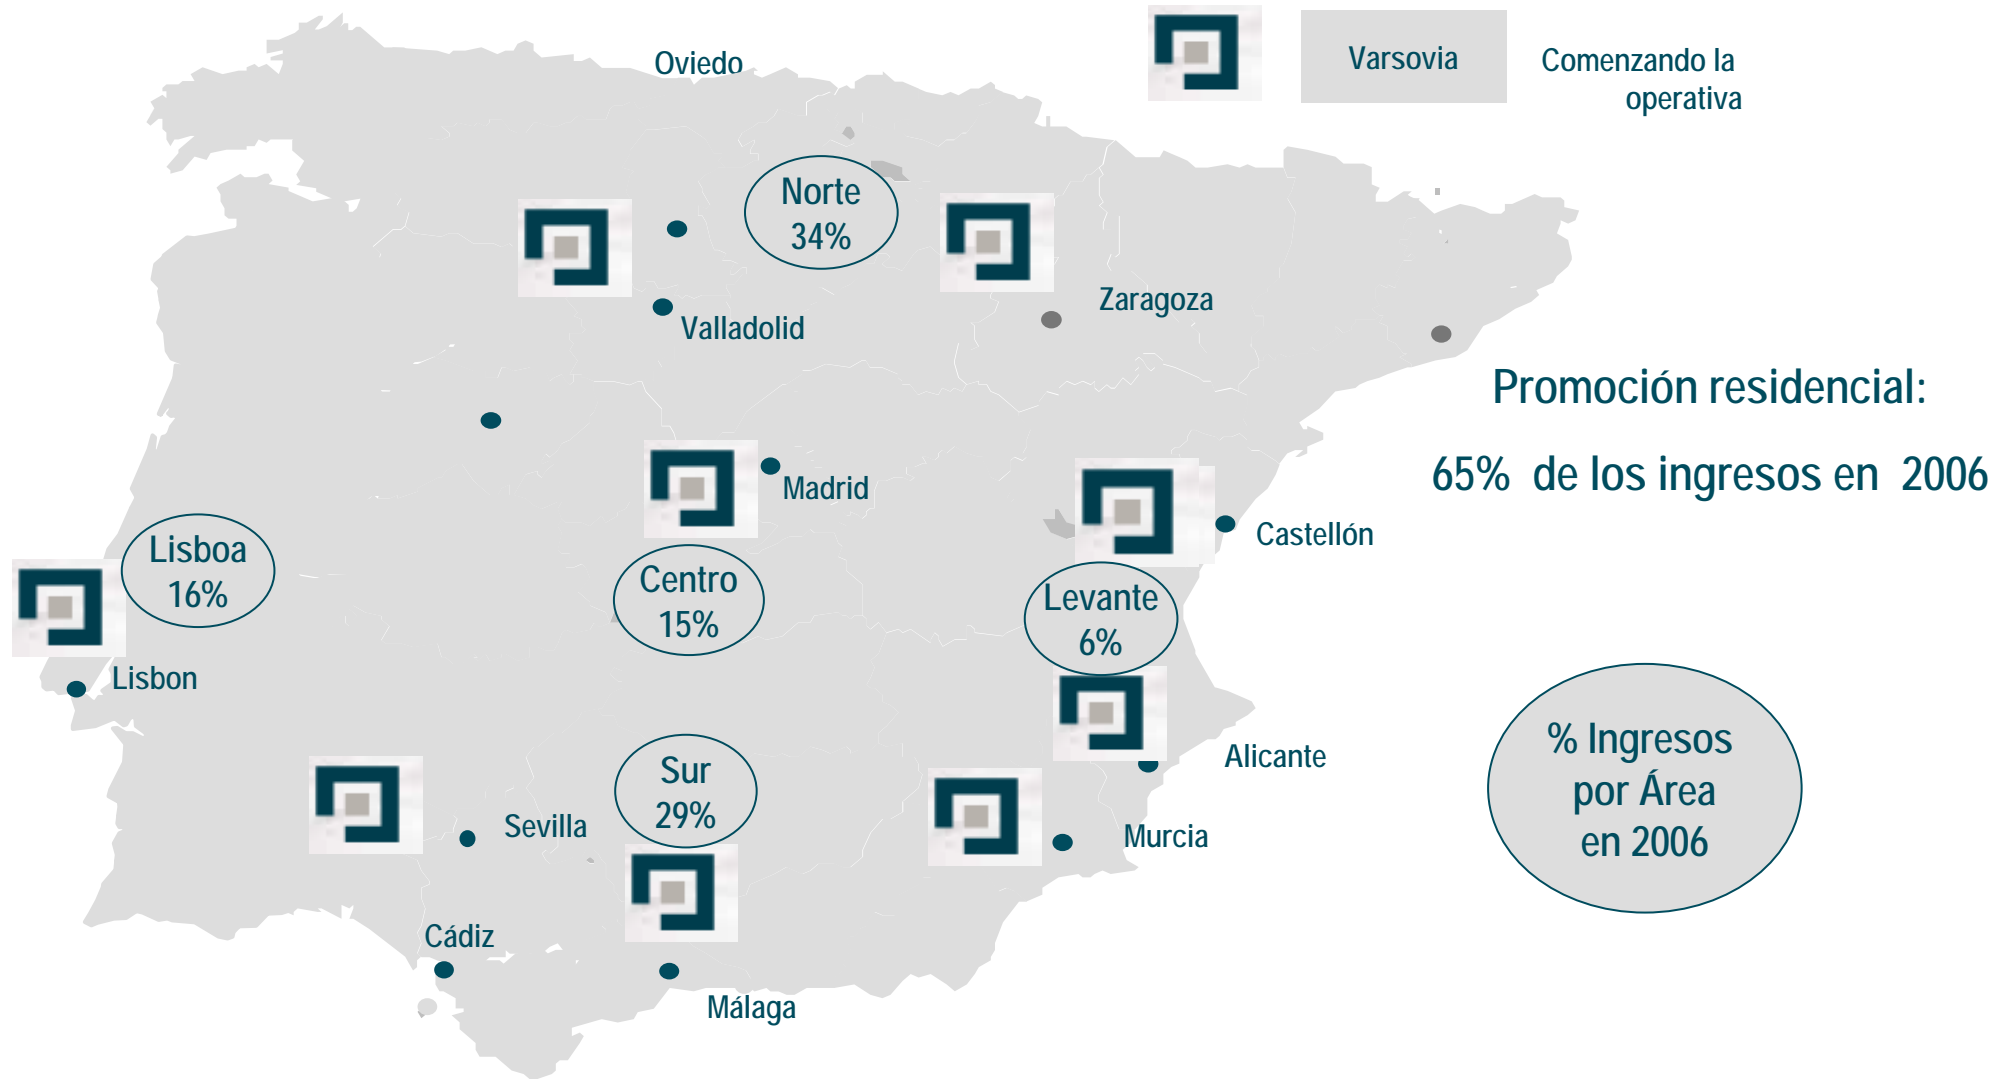 Oviedo
Varsovia
Comenzando la
operativa
Norte
34%
Zaragoza
Valladolid
Promoción residencial:
65% de los ingresos en 2006
Madrid
Castellón
Lisboa
16%
Centro
15%
Levante
6%
Lisbon
% Ingresos
por Área
en 2006
Alicante
Sur
29%
Sevilla
Murcia
Cádiz
Málaga